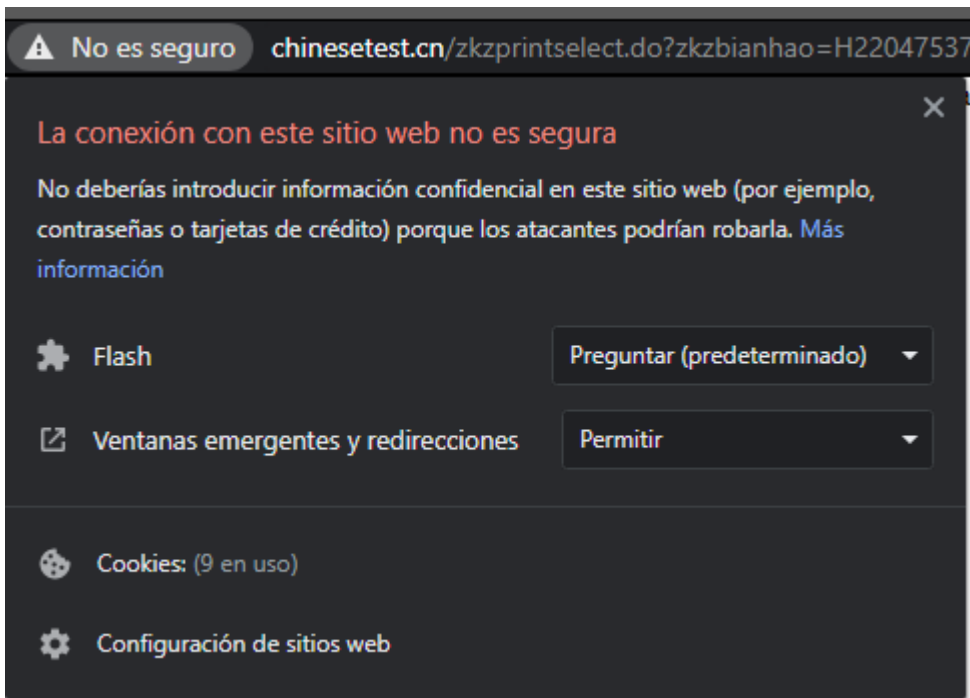 No es seguro chinesetest.cn/zkzprintselect.do?zkzbianhao=H22047537
La conexión con este sitio web no es segura
No deberías introducir información confidencial en este sitio web (por ejemplo,
contraseñas o tarjetas de crédito) porque los atacantes podrían robarla. Más
información
Flash Preguntar (predeterminado)
Ventanas emergentes y redirecciones Permitir
Cookies: (9 en uso)
Configuración de sitios web